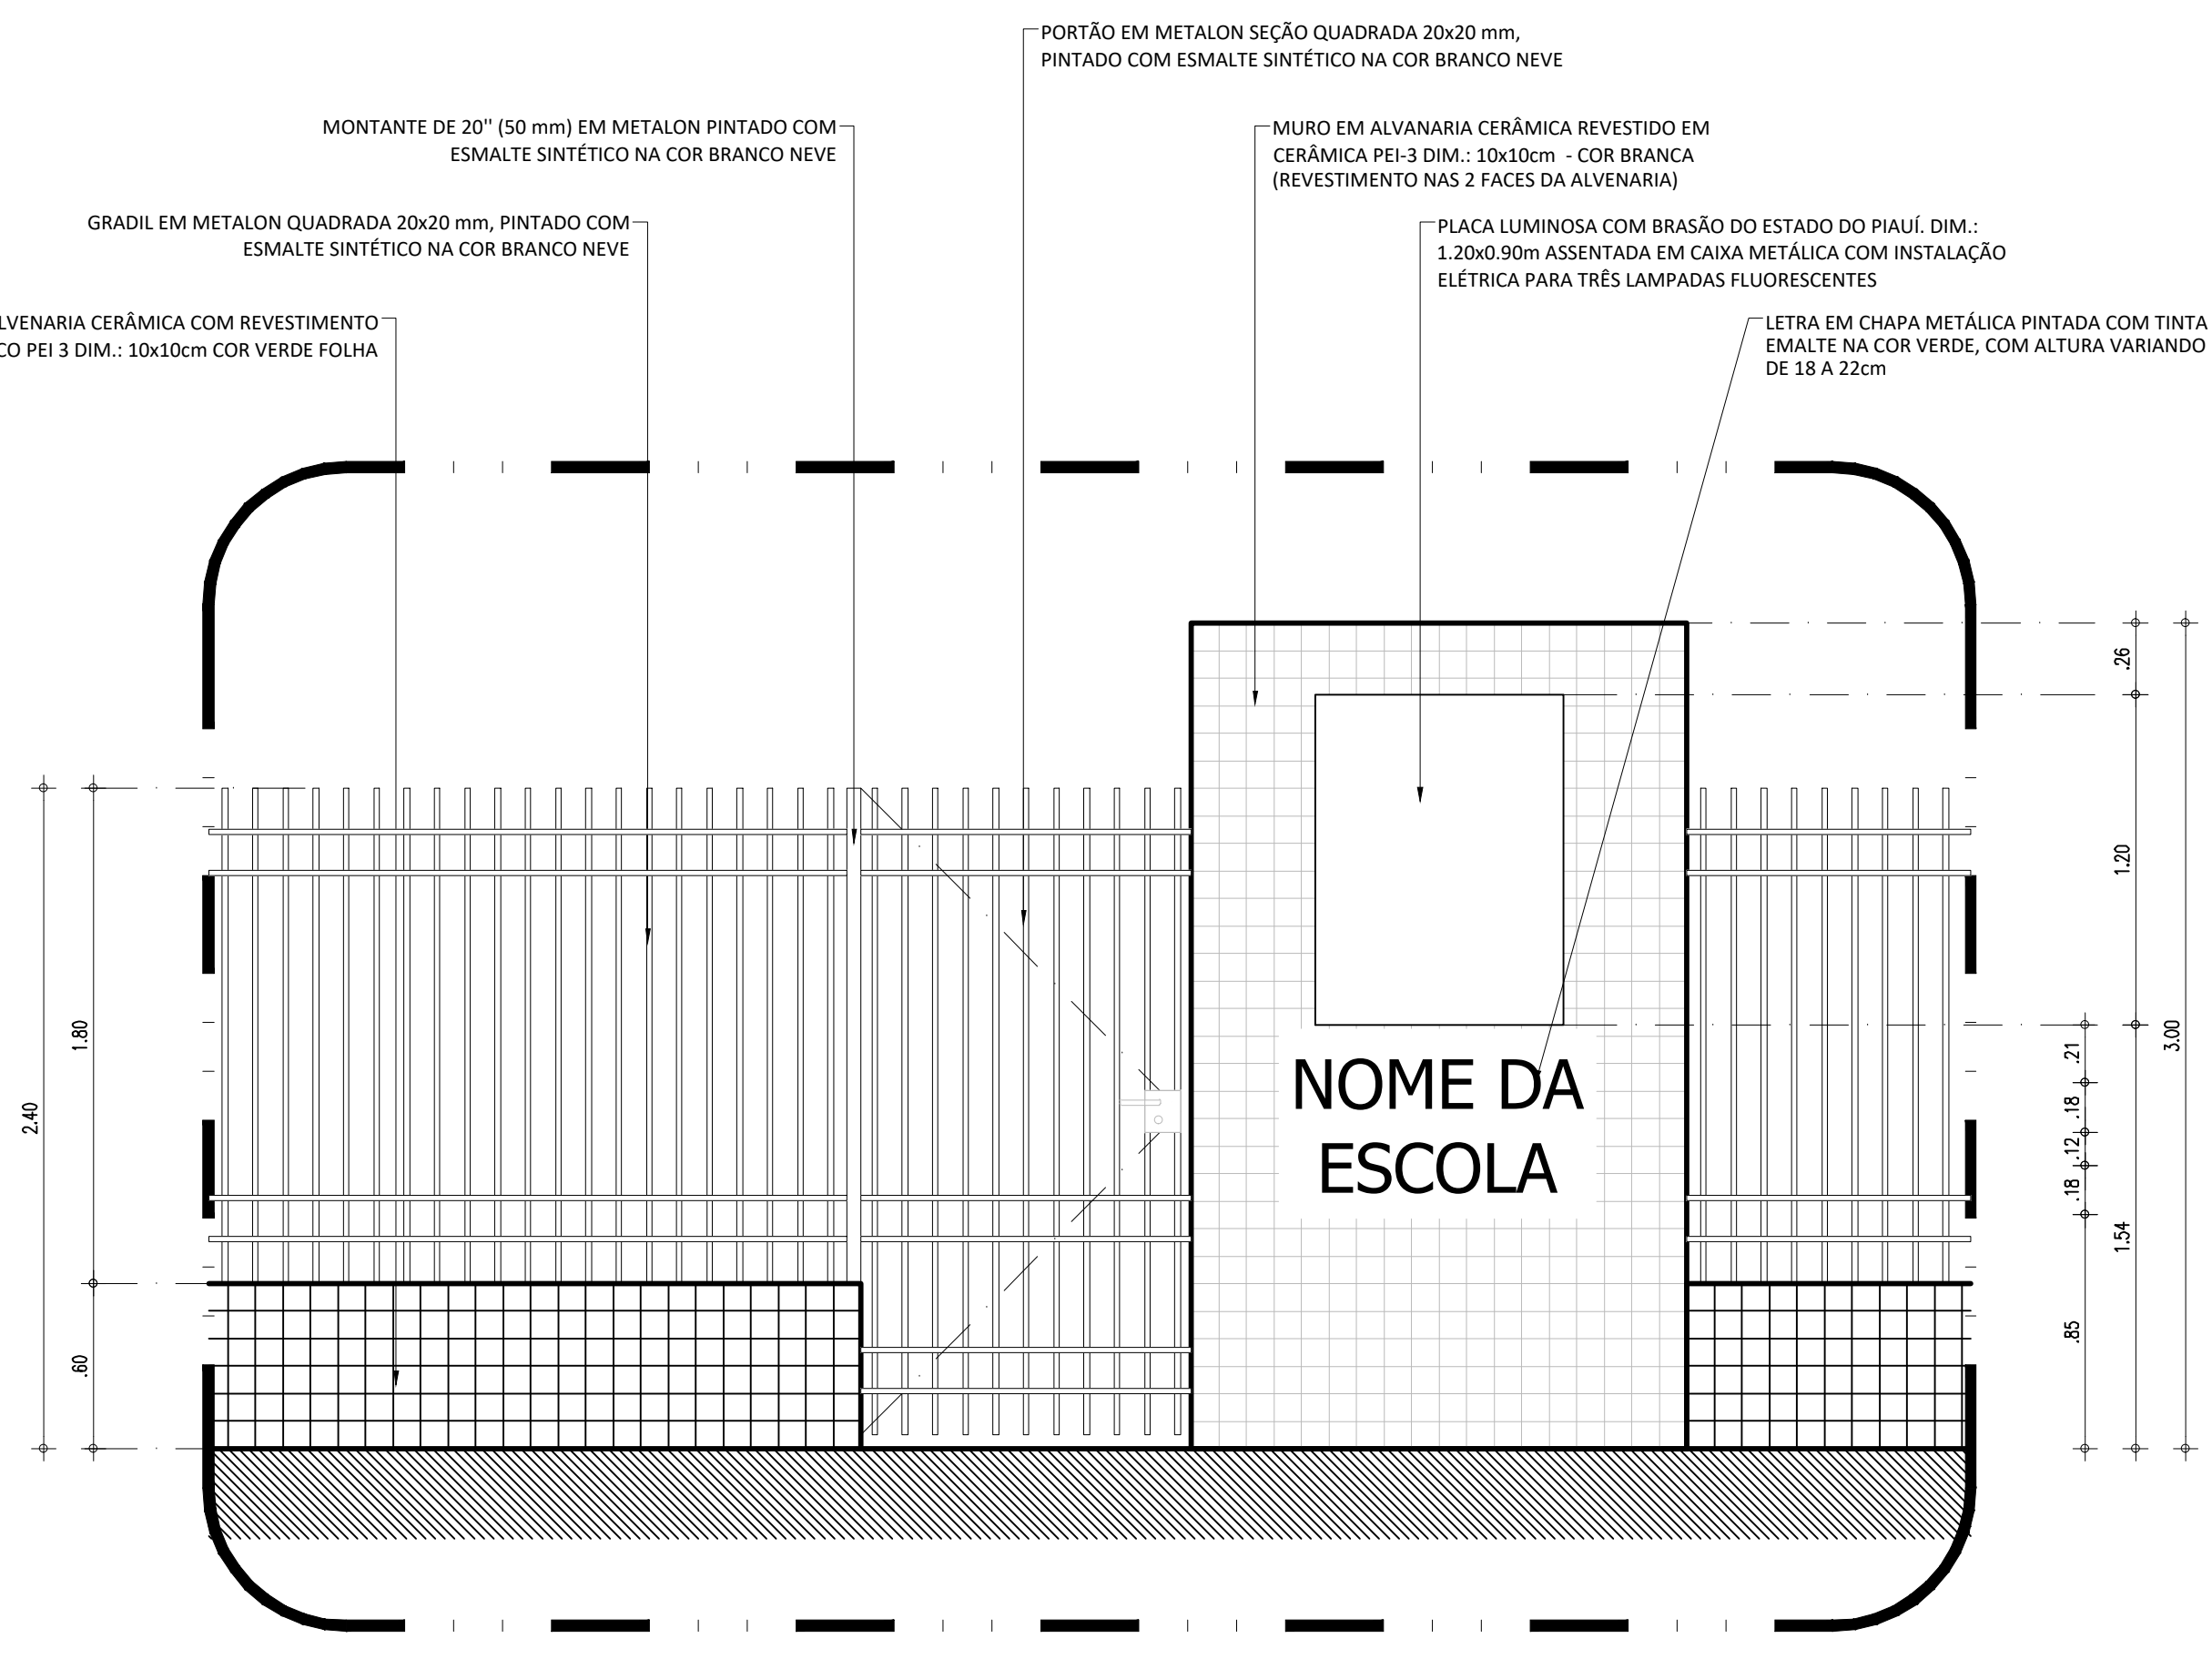 PORTÃO EM METALON SEÇÃO QUADRADA 20x20 mm,
PINTADO COM ESMALTE SINTÉTICO NA COR BRANCO NEVE
MONTANTE DE 20'' (50 mm) EM METALON PINTADO COM
ESMALTE SINTÉTICO NA COR BRANCO NEVE
MURO EM ALVANARIA CERÂMICA REVESTIDO EM
CERÂMICA PEI-3 DIM.: 10x10cm - COR BRANCA
(REVESTIMENTO NAS 2 FACES DA ALVENARIA)
GRADIL EM METALON QUADRADA 20x20 mm, PINTADO COM
ESMALTE SINTÉTICO NA COR BRANCO NEVE
PLACA LUMINOSA COM BRASÃO DO ESTADO DO PIAUÍ. DIM.:
1.20x0.90m ASSENTADA EM CAIXA METÁLICA COM INSTALAÇÃO
ELÉTRICA PARA TRÊS LAMPADAS FLUORESCENTES
LVENARIA CERÂMICA COM REVESTIMENTO
CO PEI 3 DIM.: 10x10cm COR VERDE FOLHA
LETRA EM CHAPA METÁLICA PINTADA COM TINTA
EMALTE NA COR VERDE, COM ALTURA VARIANDO
DE 18 A 22cm
2.40
1.80
.60
NOME DA
ESCOLA
.21
.18
.12
.18
.85
.26
1.20
1.54
3.00